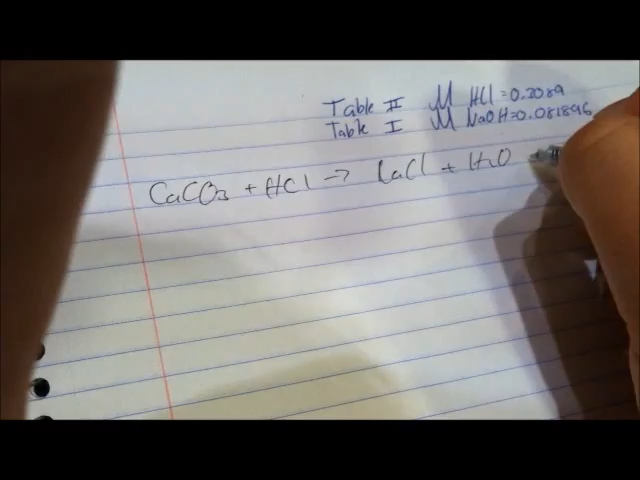 Table II M HCl = 0.2089
Table I M NaOH = 0.081896
CaCO3 + HCl → CaCl + H2O